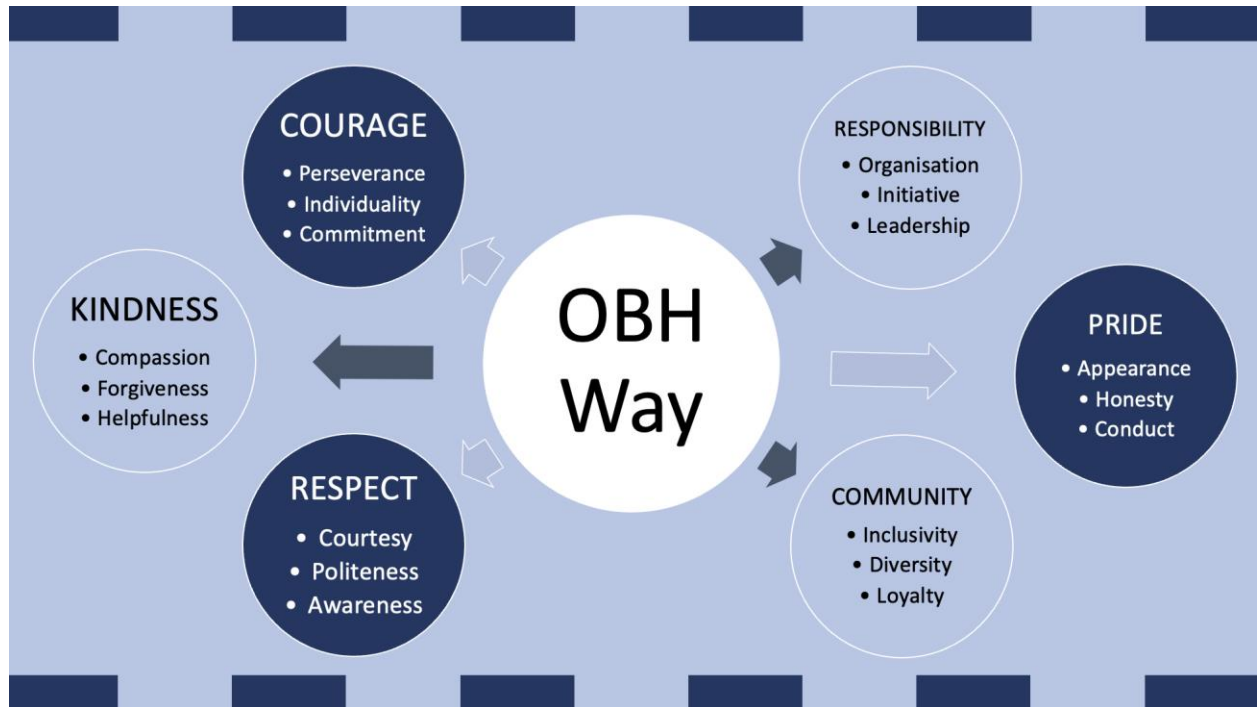 COURAGE
• Perseverance
• Individuality
• Commitment
RESPONSIBILITY
• Organisation
• Initiative
• Leadership
KINDNESS
• Compassion
• Forgiveness
• Helpfulness
OBH
Way
PRIDE
• Appearance
• Honesty
• Conduct
RESPECT
• Courtesy
• Politeness
• Awareness
COMMUNITY
• Inclusivity
• Diversity
• Loyalty